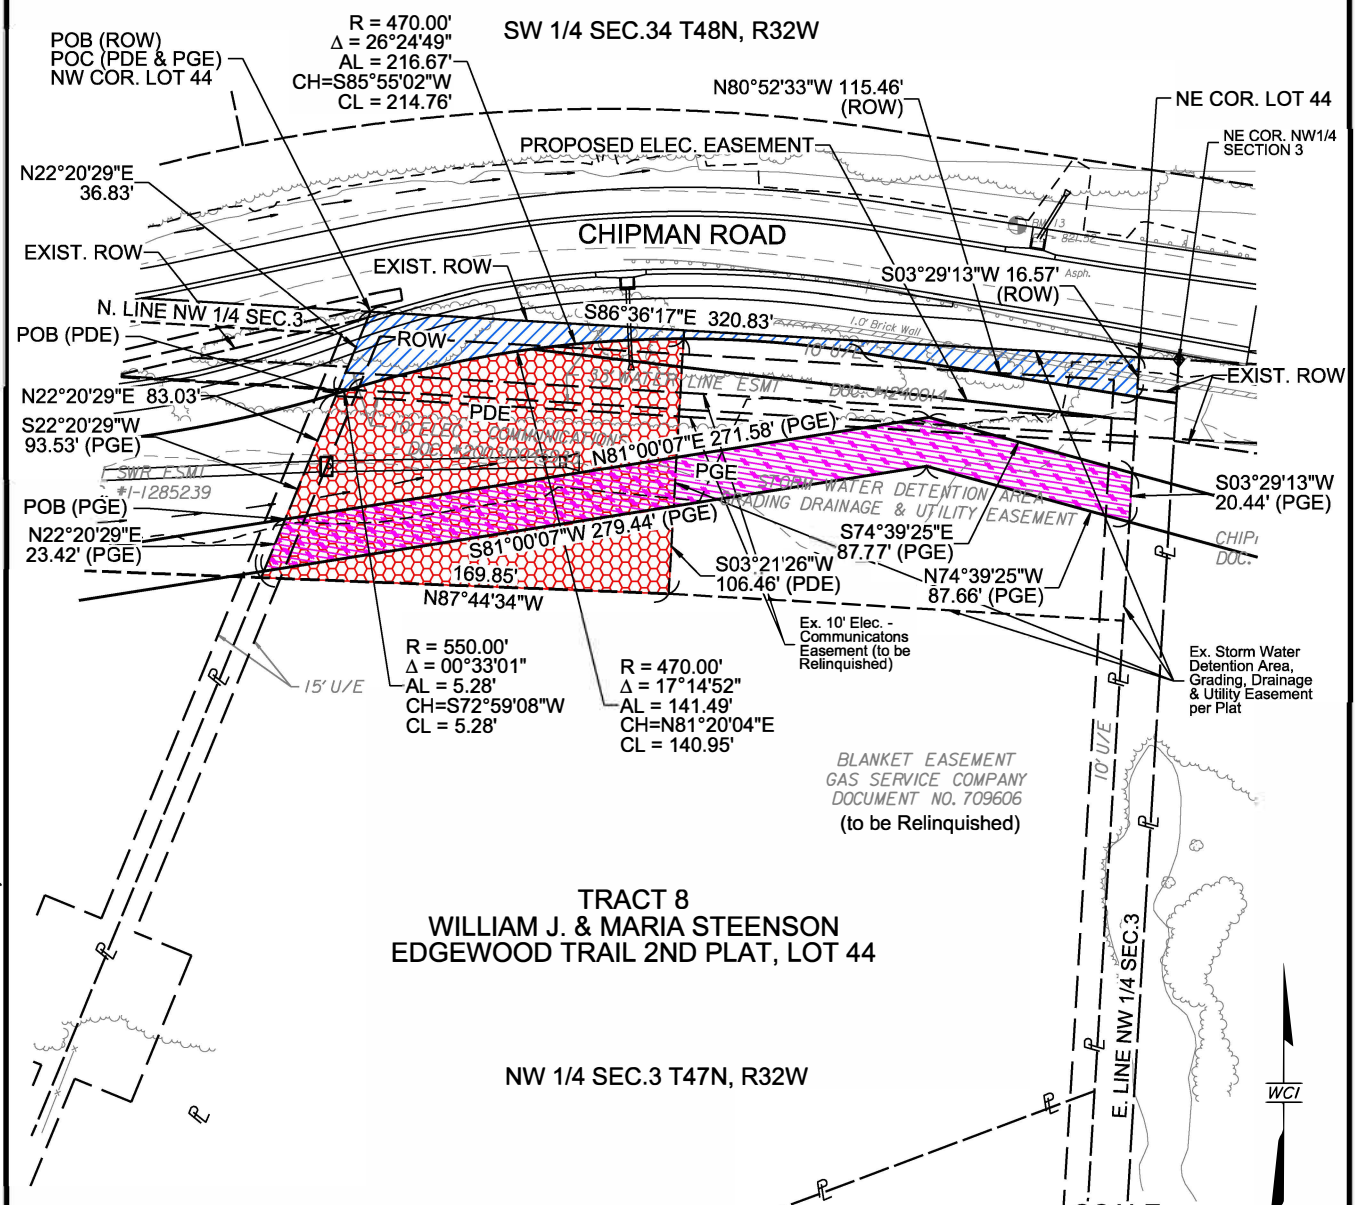 SW 1/4 SEC.34 T48N, R32W
POB (ROW)
POC (PDE & PGE)
NW COR. LOT 44
R = 470.00'
Δ = 26°24'49"
AL = 216.67'
CH=S85°55'02"W
CL = 214.76'
N80°52'33"W 115.46'
(ROW)
NE COR. LOT 44
NE COR. NW1/4
SECTION 3
PROPOSED ELEC. EASEMENT
N22°20'29"E
36.83'
CHIPMAN ROAD
EXIST. ROW
EXIST. ROW
S03°29'13"W 16.57'
(ROW)
Asph.
N. LINE NW 1/4 SEC.3
S86°36'17"E 320.83'
1.0' Brick Wall
POB (PDE)
ROW
10' U/E
EXIST. ROW
N22°20'29"E 83.03'
WATER LINE ESMT - DOC.
S22°20'29"W
93.53' (PGE)
PDE
COMMUNICATION
N81°00'07"E 271.58' (PGE)
PGE
SWR ESMT
#1-1285239
STORM WATER DETENTION AREA
GRADING DRAINAGE & UTILITY EASEMENT
S03°29'13"W
20.44' (PGE)
POB (PGE)
N22°20'29"E
23.42' (PGE)
S81°00'07"W 279.44' (PGE)
S74°39'25"E
87.77' (PGE)
S03°21'26"W
106.46' (PDE)
N74°39'25"W
87.66' (PGE)
DOC.
169.85'
N87°44'34"W
Ex. 10' Elec. -
Communicatons
Easement (to be
Relinquished)
Ex. Storm Water
Detention Area,
Grading, Drainage
& Utility Easement
per Plat
15' U/E
R = 550.00'
Δ = 00°33'01"
AL = 5.28'
CH=S72°59'08"W
CL = 5.28'
R = 470.00'
Δ = 17°14'52"
AL = 141.49'
CH=N81°20'04"E
CL = 140.95'
10' U/E
BLANKET EASEMENT
GAS SERVICE COMPANY
DOCUMENT NO. 709606
(to be Relinquished)
TRACT 8
WILLIAM J. & MARIA STEENSON
EDGEWOOD TRAIL 2ND PLAT, LOT 44
E. LINE NW 1/4 SEC.3
NW 1/4 SEC.3 T47N, R32W
WCI